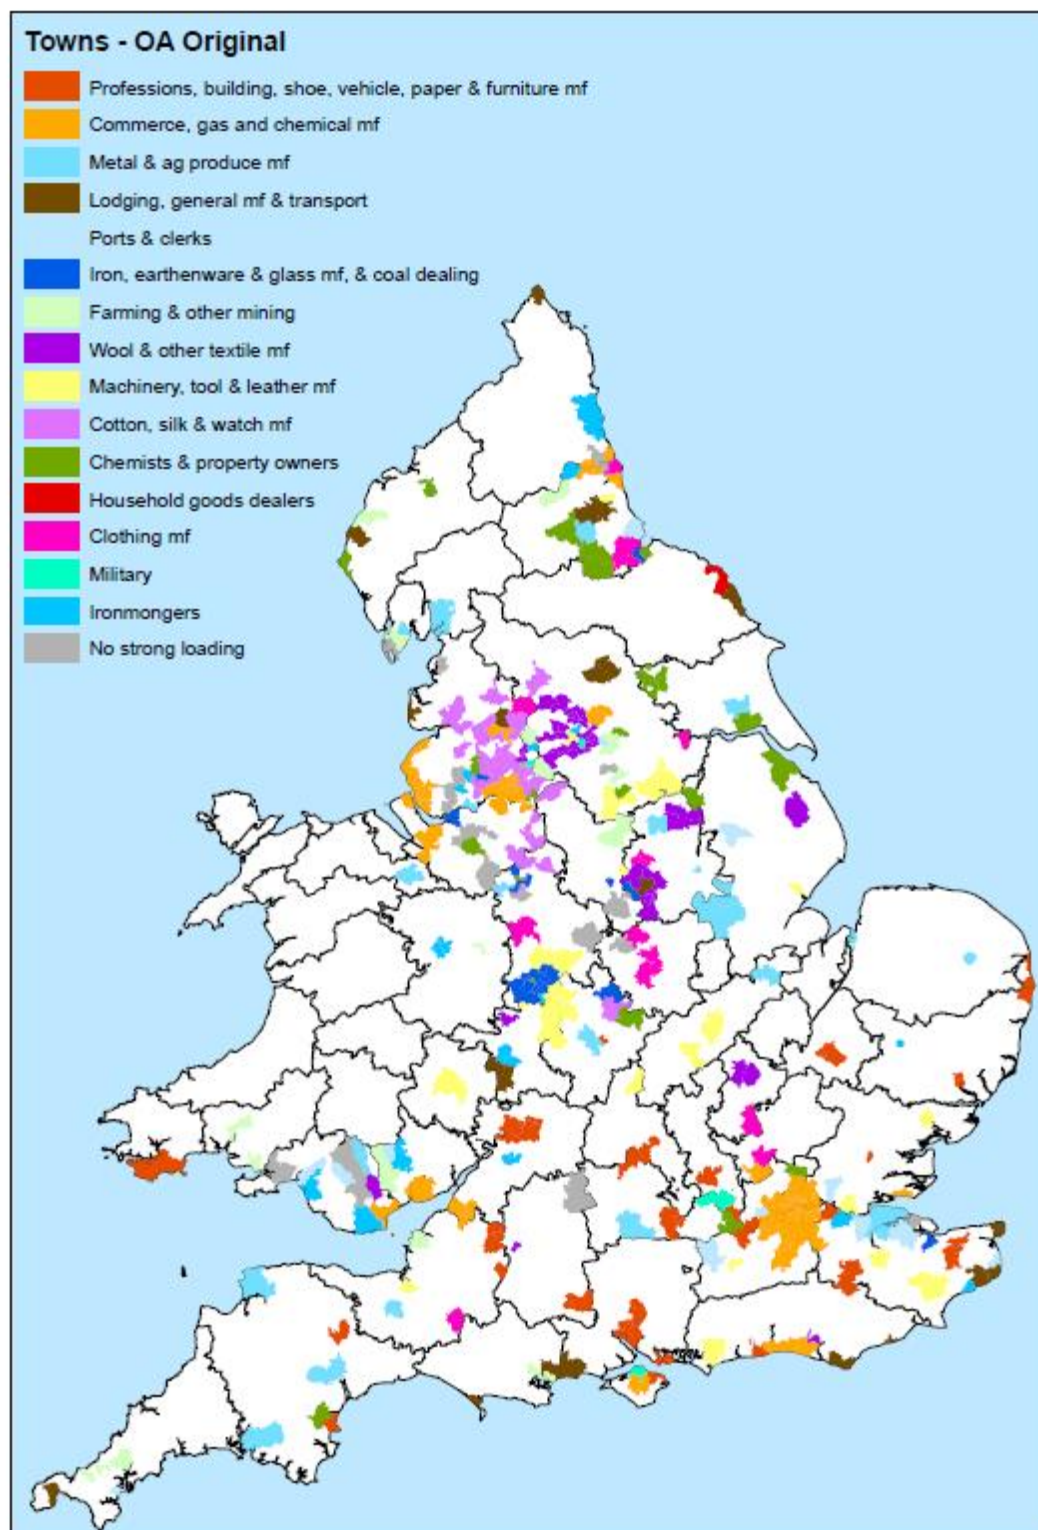 Towns - OA Original
Professions, building, shoe, vehicle, paper & furniture mf
Commerce, gas and chemical mf
Metal & ag produce mf
Lodging, general mf & transport
Ports & clerks
Iron, earthenware & glass mf, & coal dealing
Farming & other mining
Wool & other textile mf
Machinery, tool & leather mf
Cotton, silk & watch mf
Chemists & property owners
Household goods dealers
Clothing mf
Military
Ironmongers
No strong loading